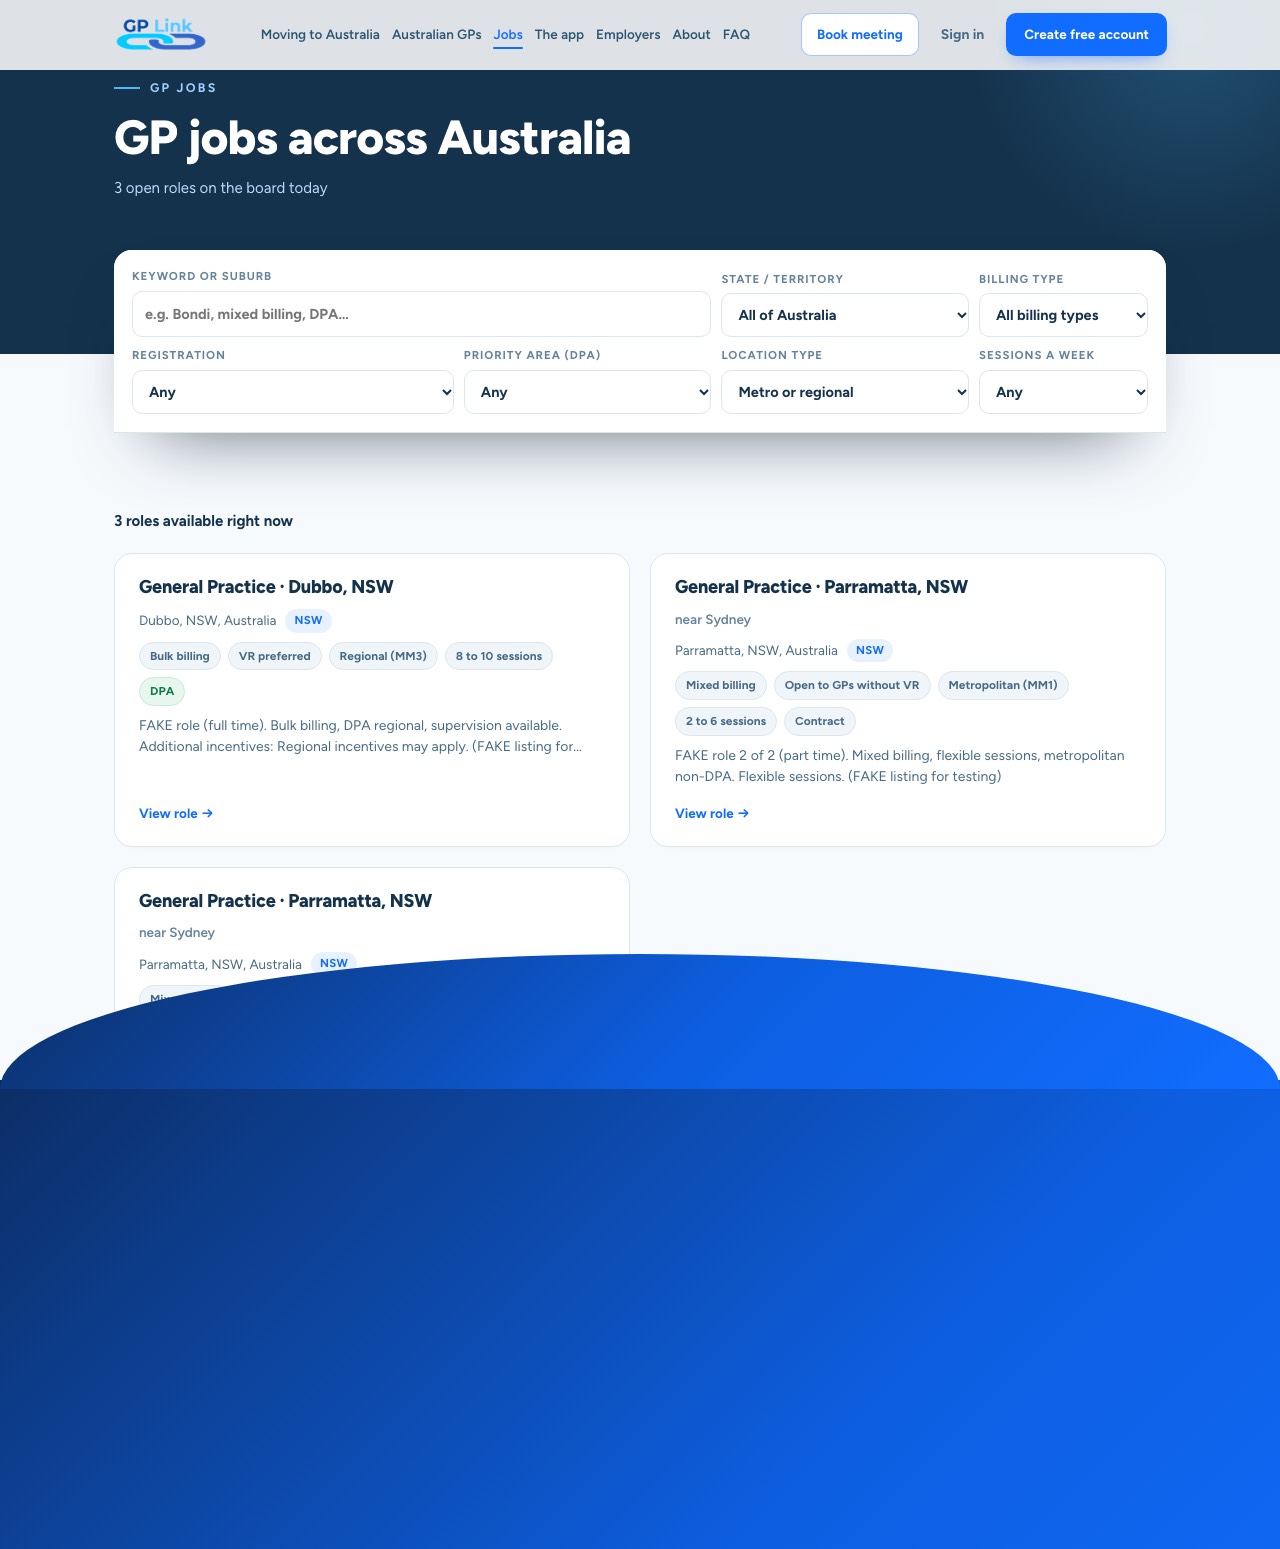 GP Link
Moving to Australia
Australian GPs
Jobs
The app
Employers
About
FAQ
Book meeting
Sign in
Create free account
GP JOBS
GP jobs across Australia
3 open roles on the board today
KEYWORD OR SUBURB
e.g. Bondi, mixed billing, DPA...
STATE / TERRITORY
All of Australia
BILLING TYPE
All billing types
REGISTRATION
Any
PRIORITY AREA (DPA)
Any
LOCATION TYPE
Metro or regional
SESSIONS A WEEK
Any
3 roles available right now
General Practice · Dubbo, NSW
Dubbo, NSW, Australia NSW
Bulk billing
VR preferred
Regional (MM3)
8 to 10 sessions
DPA
FAKE role (full time). Bulk billing, DPA regional, supervision available.
Additional incentives: Regional incentives may apply. (FAKE listing for...
View role →
General Practice · Parramatta, NSW
near Sydney
Parramatta, NSW, Australia NSW
Mixed billing
Open to GPs without VR
Metropolitan (MM1)
2 to 6 sessions
Contract
FAKE role 2 of 2 (part time). Mixed billing, flexible sessions, metropolitan
non-DPA. Flexible sessions. (FAKE listing for testing)
View role →
General Practice · Parramatta, NSW
near Sydney
Parramatta, NSW, Australia NSW